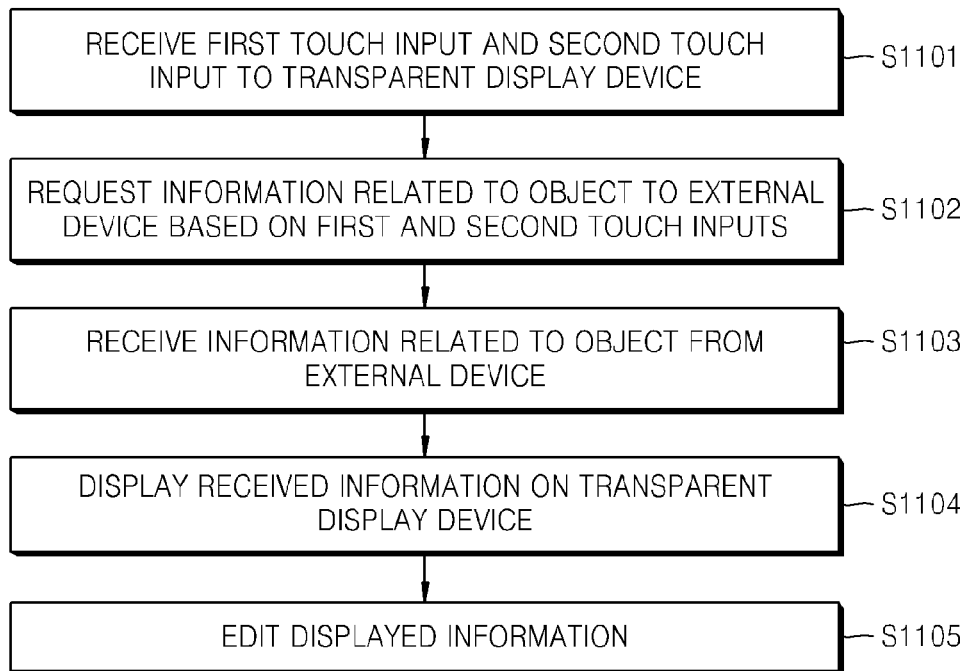 RECEIVE FIRST TOUCH INPUT AND SECOND TOUCH
INPUT TO TRANSPARENT DISPLAY DEVICE
S1101
REQUEST INFORMATION RELATED TO OBJECT TO EXTERNAL
DEVICE BASED ON FIRST AND SECOND TOUCH INPUTS
S1102
RECEIVE INFORMATION RELATED TO OBJECT FROM
EXTERNAL DEVICE
S1103
DISPLAY RECEIVED INFORMATION ON TRANSPARENT
DISPLAY DEVICE
S1104
EDIT DISPLAYED INFORMATION
S1105